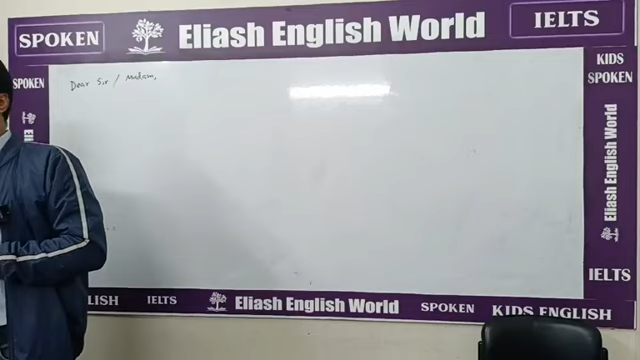 SPOKEN
Eliash English World
IELTS
SPOKEN
KIDS
SPOKEN
Dear Sir / Madam,
Eliash English World
IELTS
LISH
IELTS
Eliash English World
SPOKEN
KIDS ENGLISH